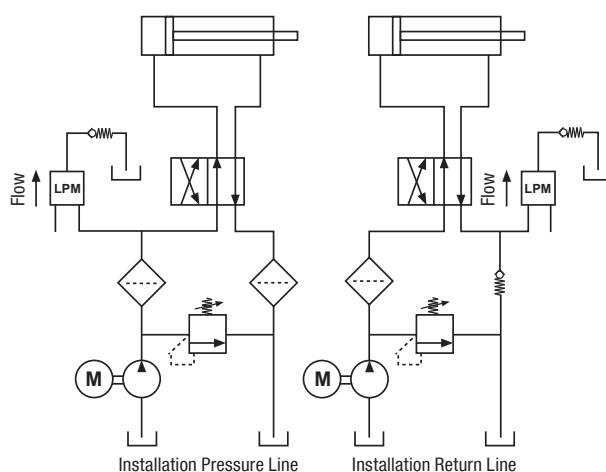 Flow
LPM
Flow
LPM
M
M
Installation Pressure Line
Installation Return Line